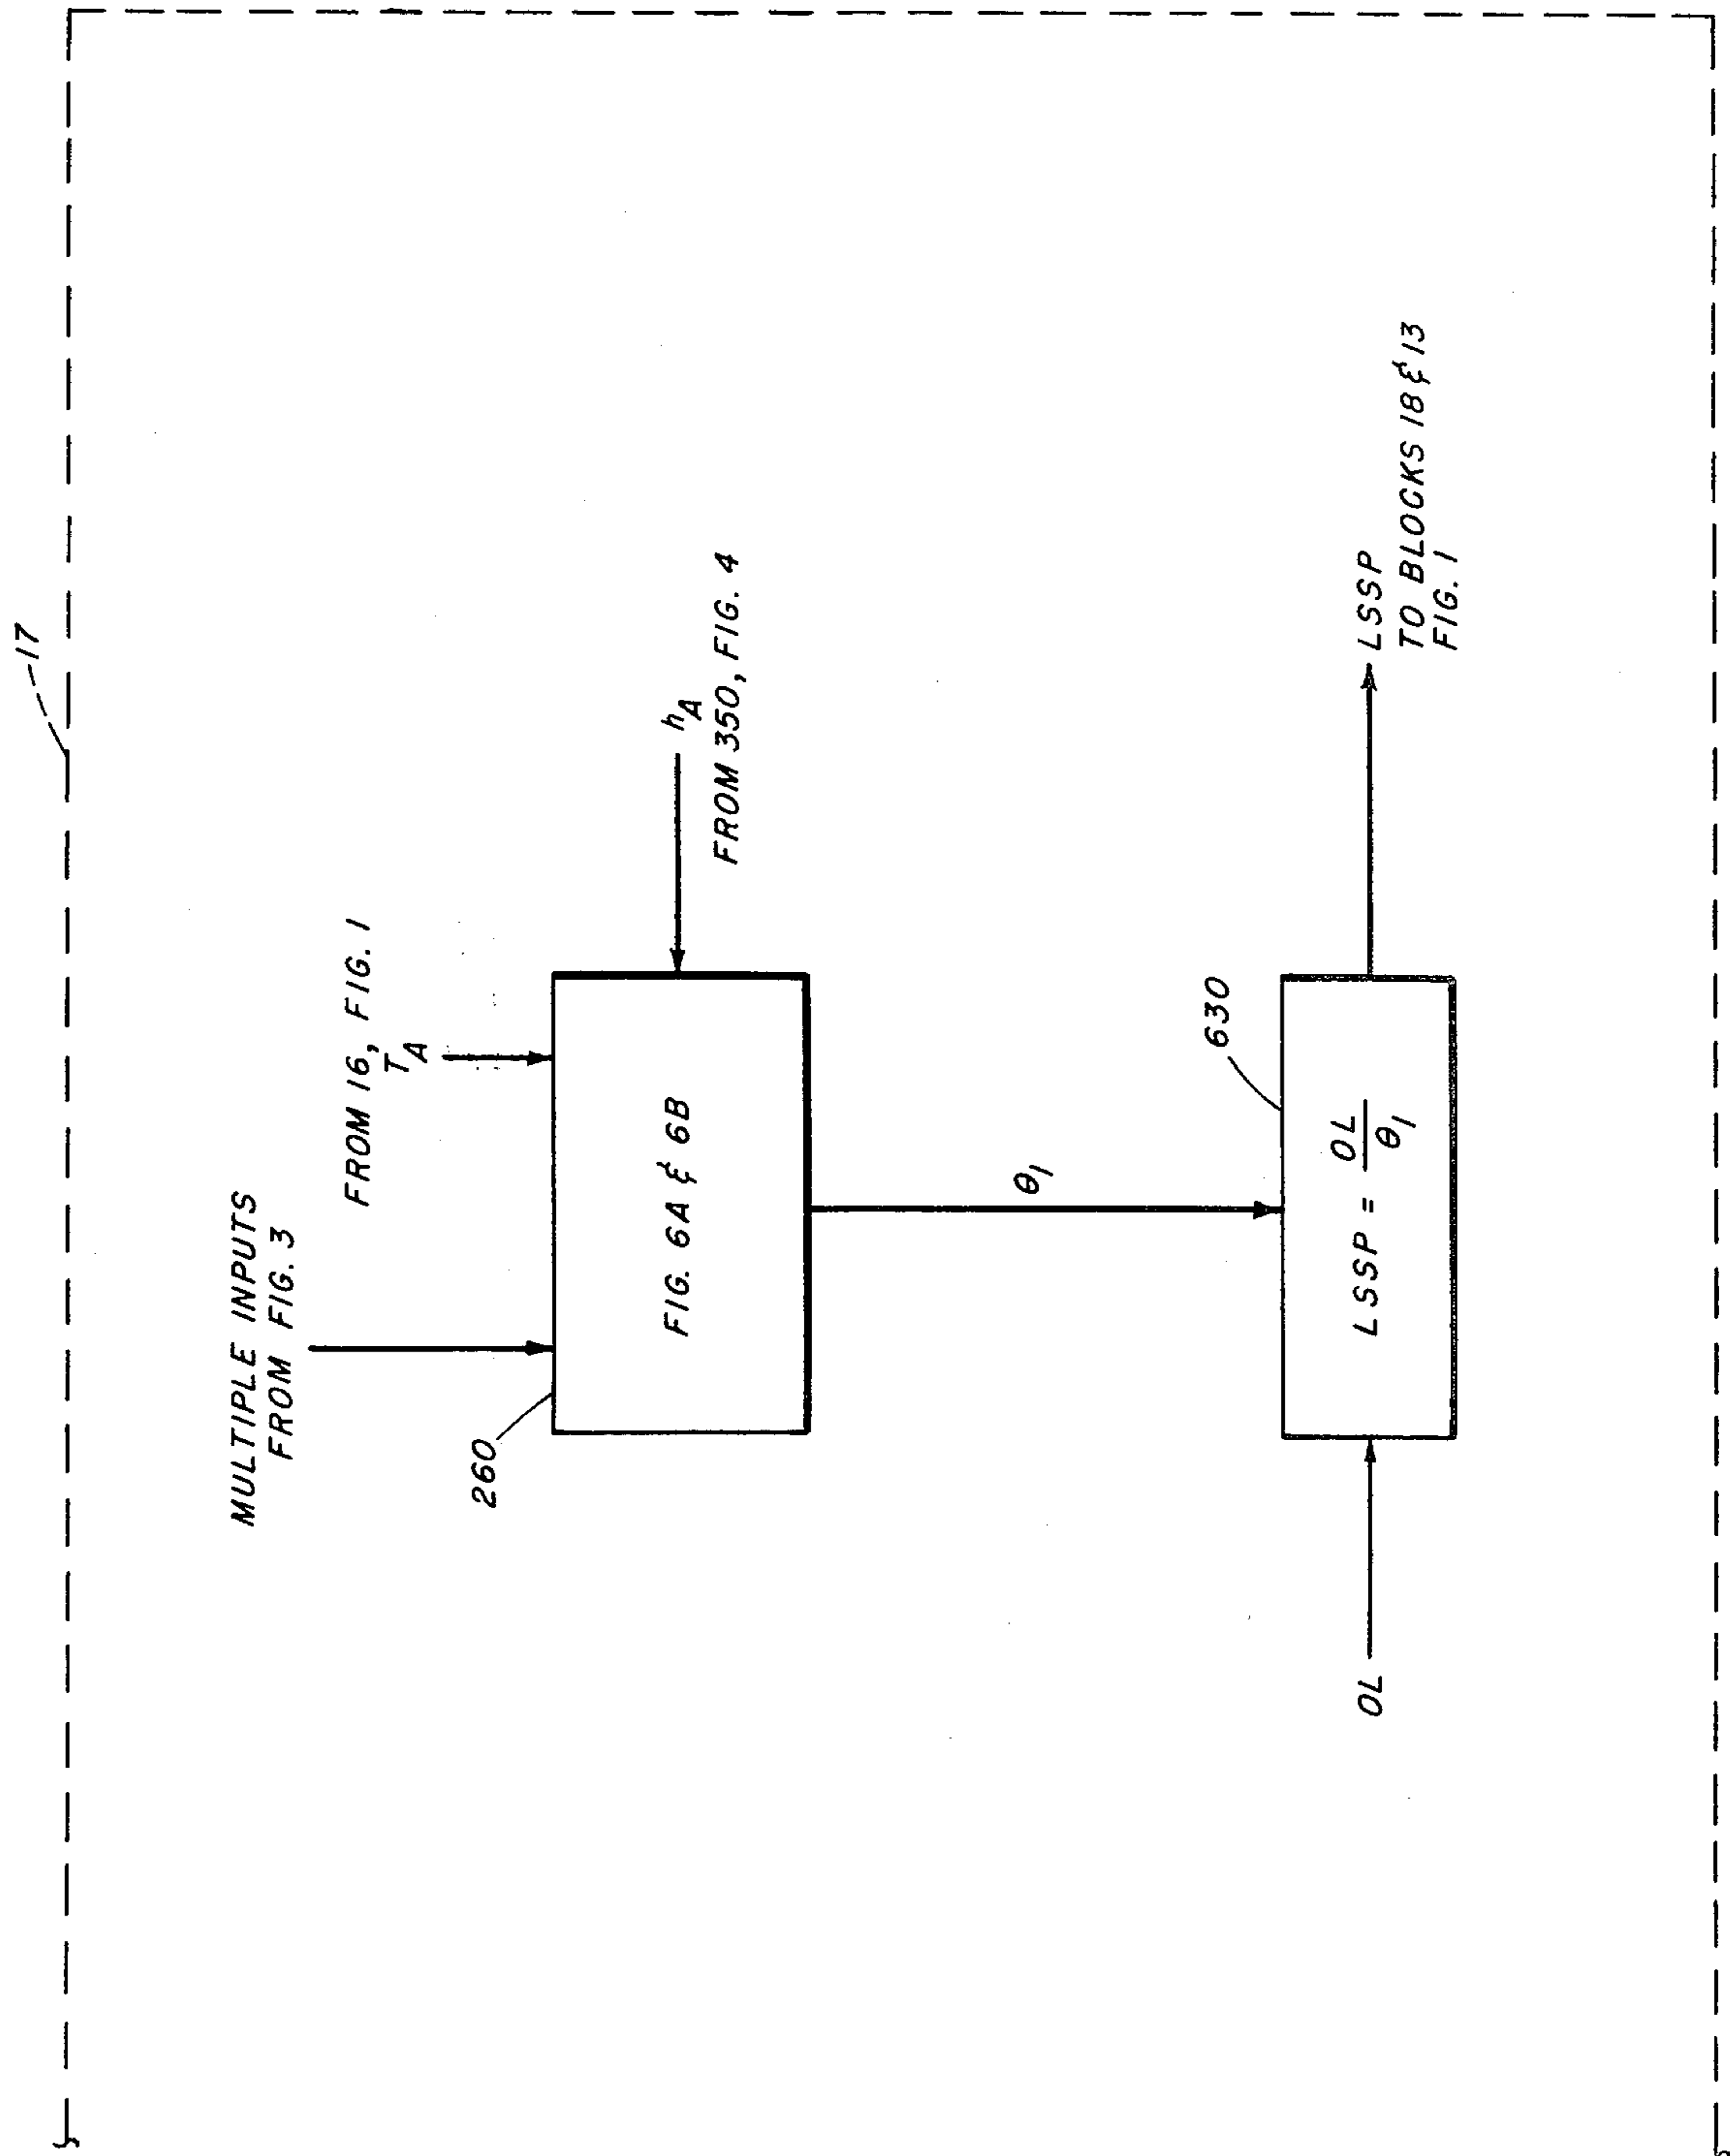 17
MULTIPLE INPUTS
FROM FIG. 3
FROM 16, FIG. 1
T_A
260
FIG. 6A & 6B
h_A
FROM 350, FIG. 4
θ_1
630
OL
LSSP = OL/θ_1
LSSP
TO BLOCKS 18 & 13
FIG. 1